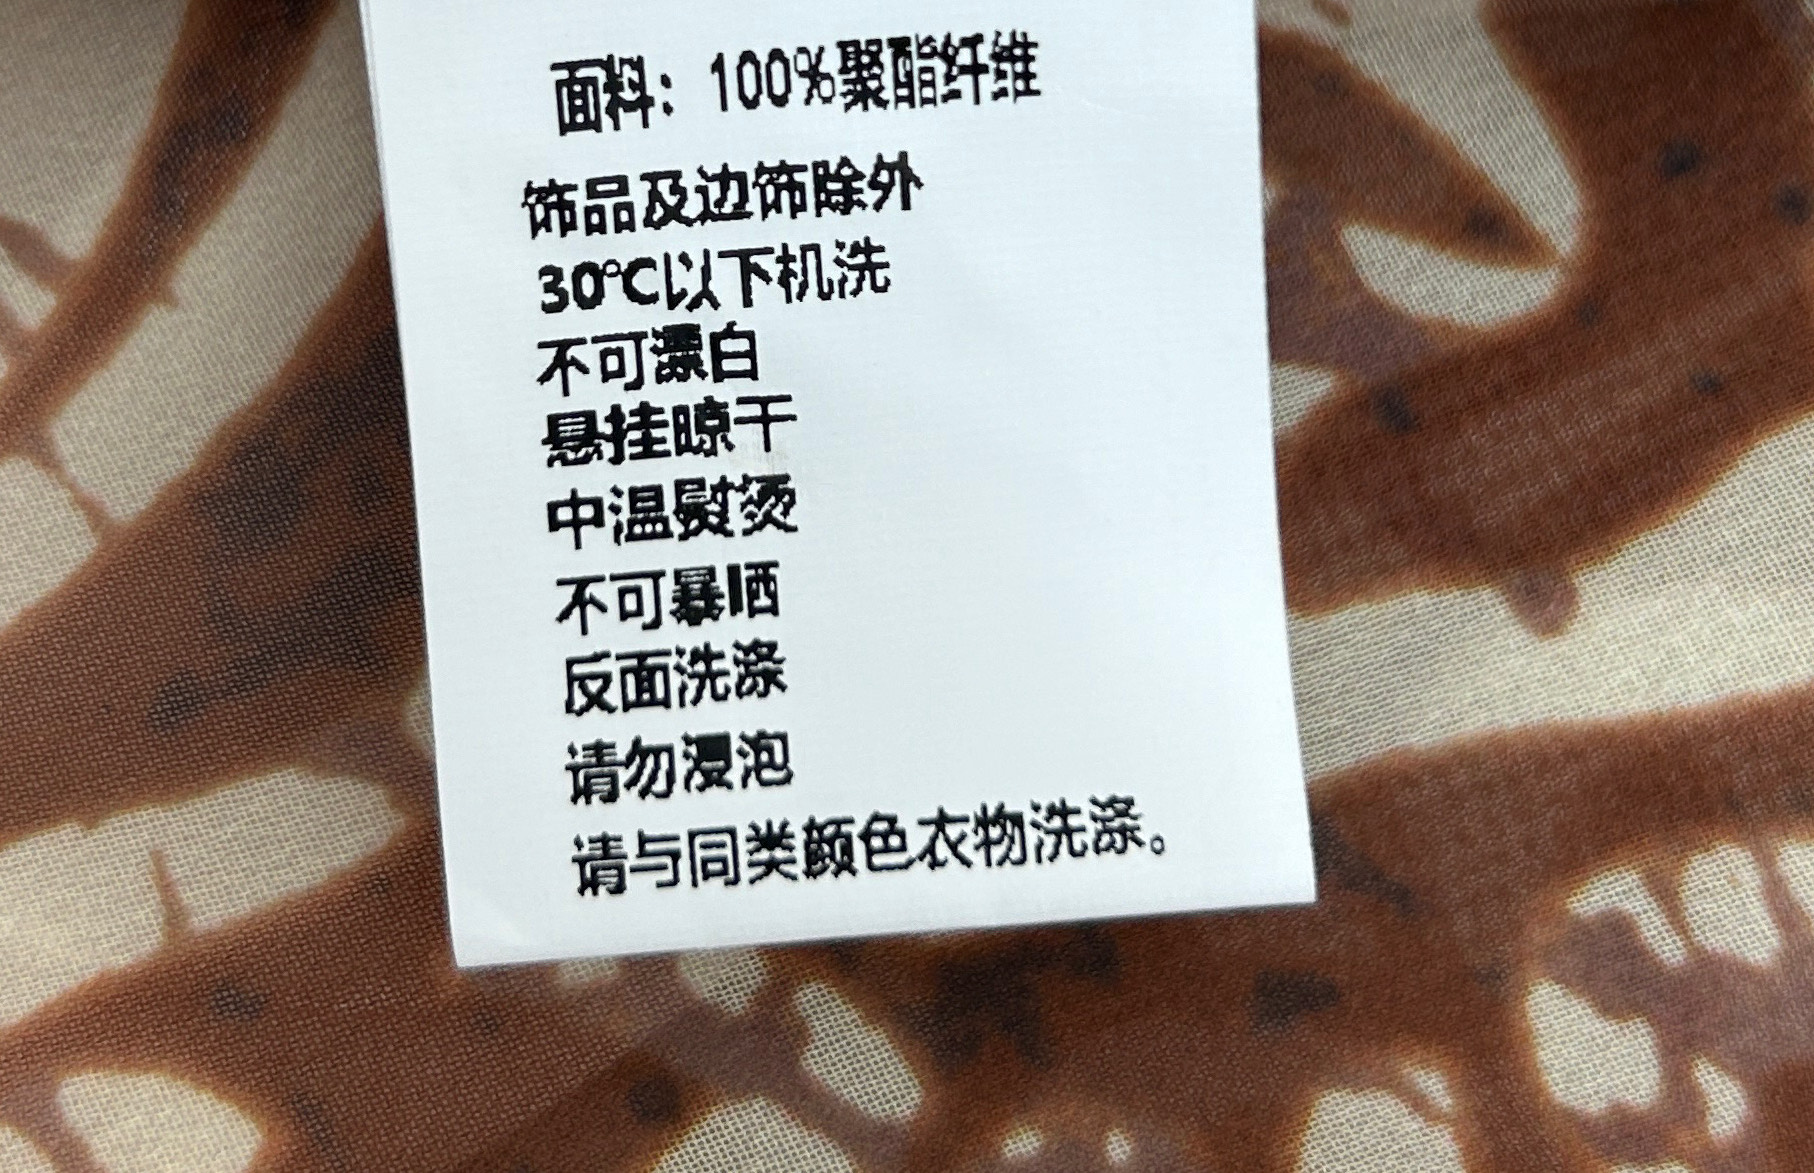 面料：100%聚酯纤维
饰品及边饰除外
30℃以下机洗
不可漂白
悬挂晾干
中温熨烫
不可暴晒
反面洗涤
请勿浸泡
请与同类颜色衣物洗涤。